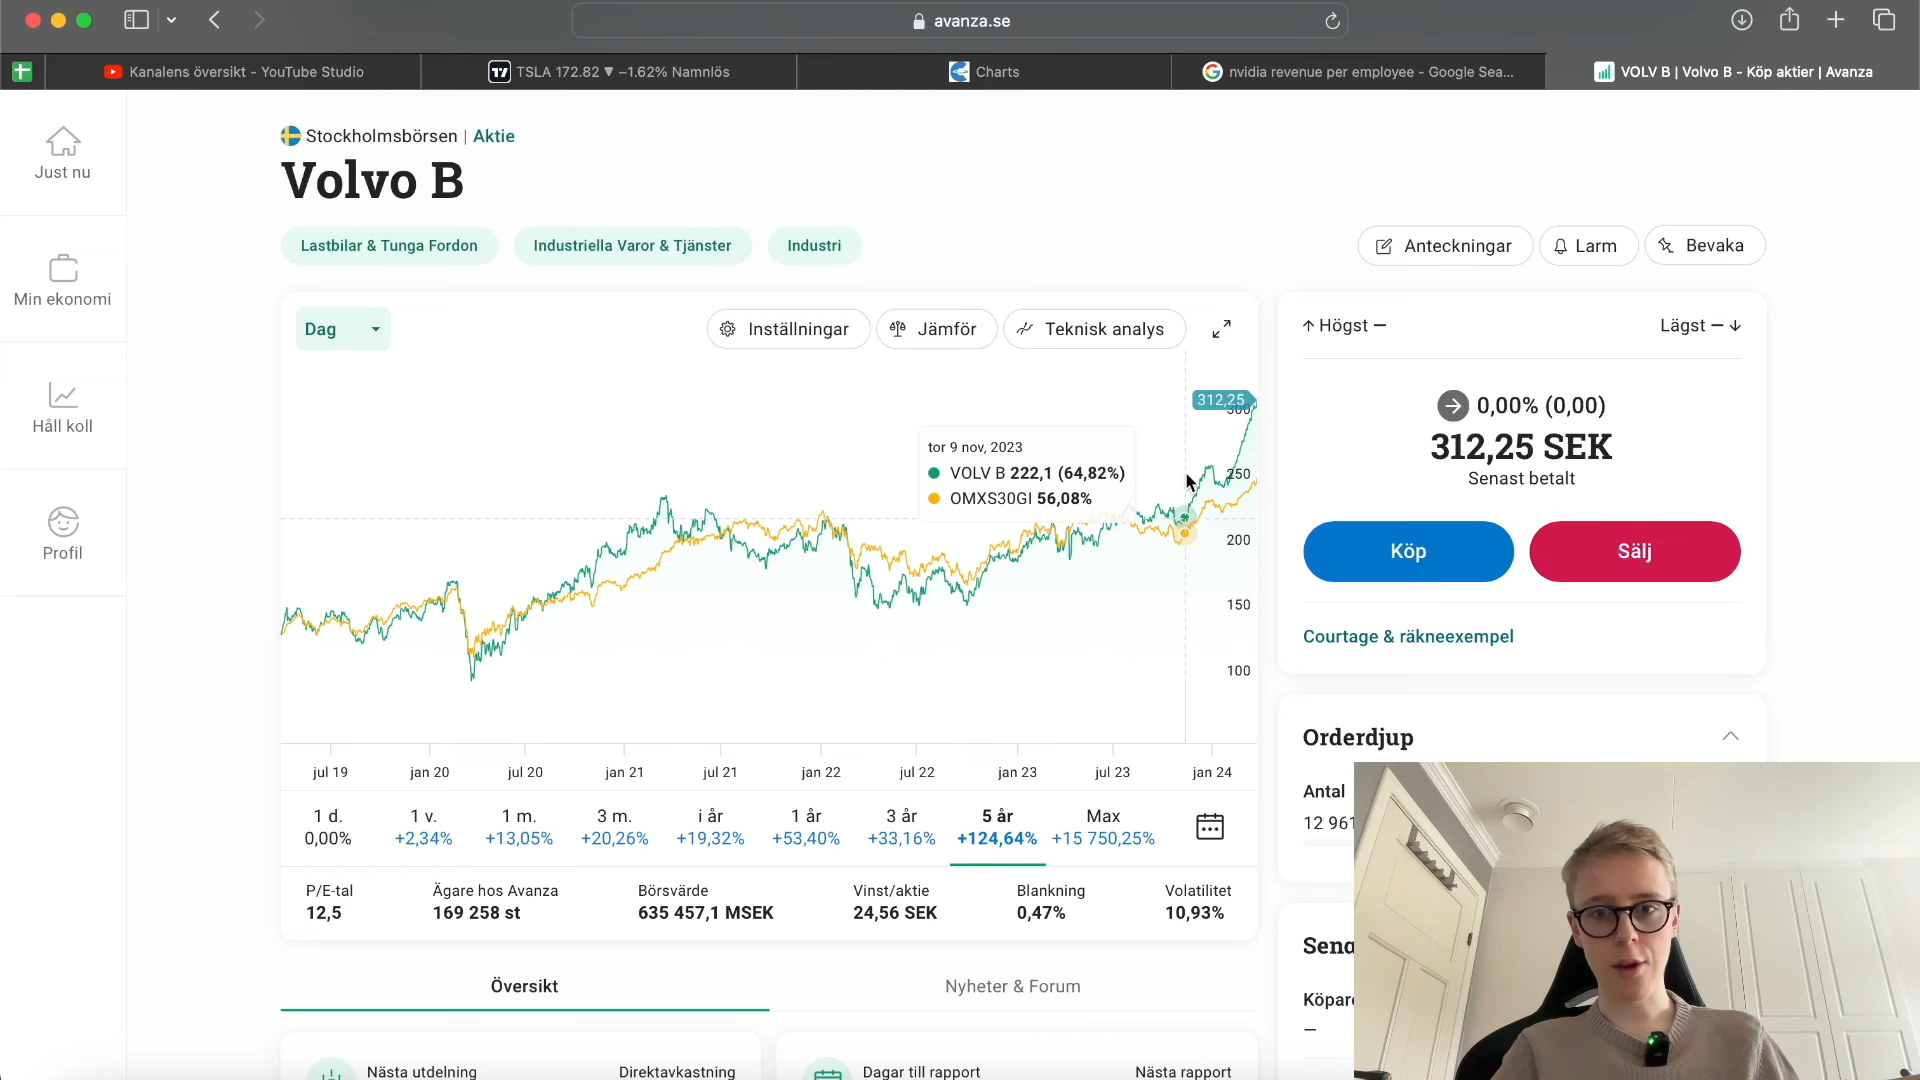 avanza.se
Kanalens översikt - YouTube Studio
TSLA 172.82 ▼ −1.62% Namnlös
Charts
nvidia revenue per employee - Google Sea...
VOLV B | Volvo B - Köp aktier | Avanza
Just nu
Min ekonomi
Håll koll
Profil
Stockholmsbörsen | Aktie
Volvo B
Lastbilar & Tunga Fordon
Industriella Varor & Tjänster
Industri
Anteckningar
Larm
Bevaka
Dag
Inställningar
Jämför
Teknisk analys
312,25
300
250
200
150
100
tor 9 nov, 2023
VOLV B 222,1 (64,82%)
OMXS30GI 56,08%
jul 19
jan 20
jul 20
jan 21
jul 21
jan 22
jul 22
jan 23
jul 23
jan 24
1 d.
0,00%
1 v.
+2,34%
1 m.
+13,05%
3 m.
+20,26%
i år
+19,32%
1 år
+53,40%
3 år
+33,16%
5 år
+124,64%
Max
+15 750,25%
P/E-tal
12,5
Ägare hos Avanza
169 258 st
Börsvärde
635 457,1 MSEK
Vinst/aktie
24,56 SEK
Blankning
0,47%
Volatilitet
10,93%
Översikt
Nyheter & Forum
Nästa utdelning
Direktavkastning
Dagar till rapport
Nästa rapport
↑ Högst –
Lägst – ↓
0,00% (0,00)
312,25 SEK
Senast betalt
Köp
Sälj
Courtage & räkneexempel
Orderdjup
Antal
12 961